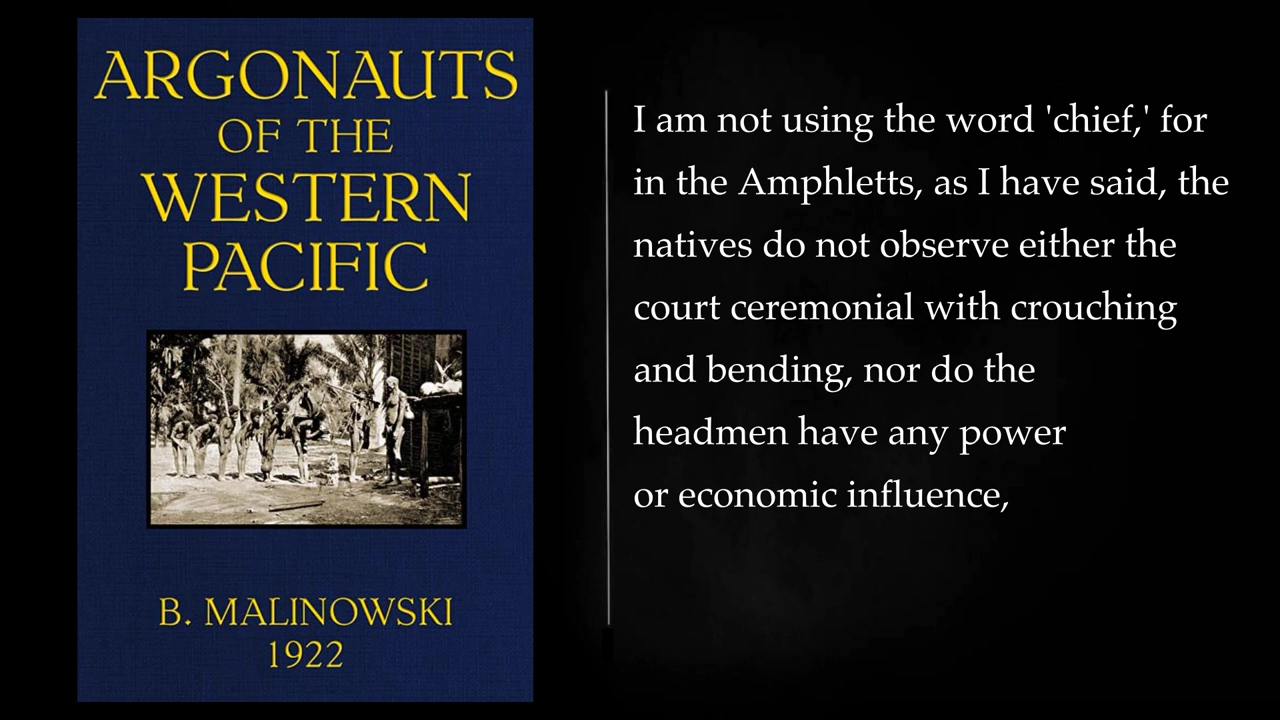 ARGONAUTS
OF THE
WESTERN
PACIFIC
B. MALINOWSKI
1922
I am not using the word 'chief,' for
in the Amphletts, as I have said, the
natives do not observe either the
court ceremonial with crouching
and bending, nor do the
headmen have any power
or economic influence,